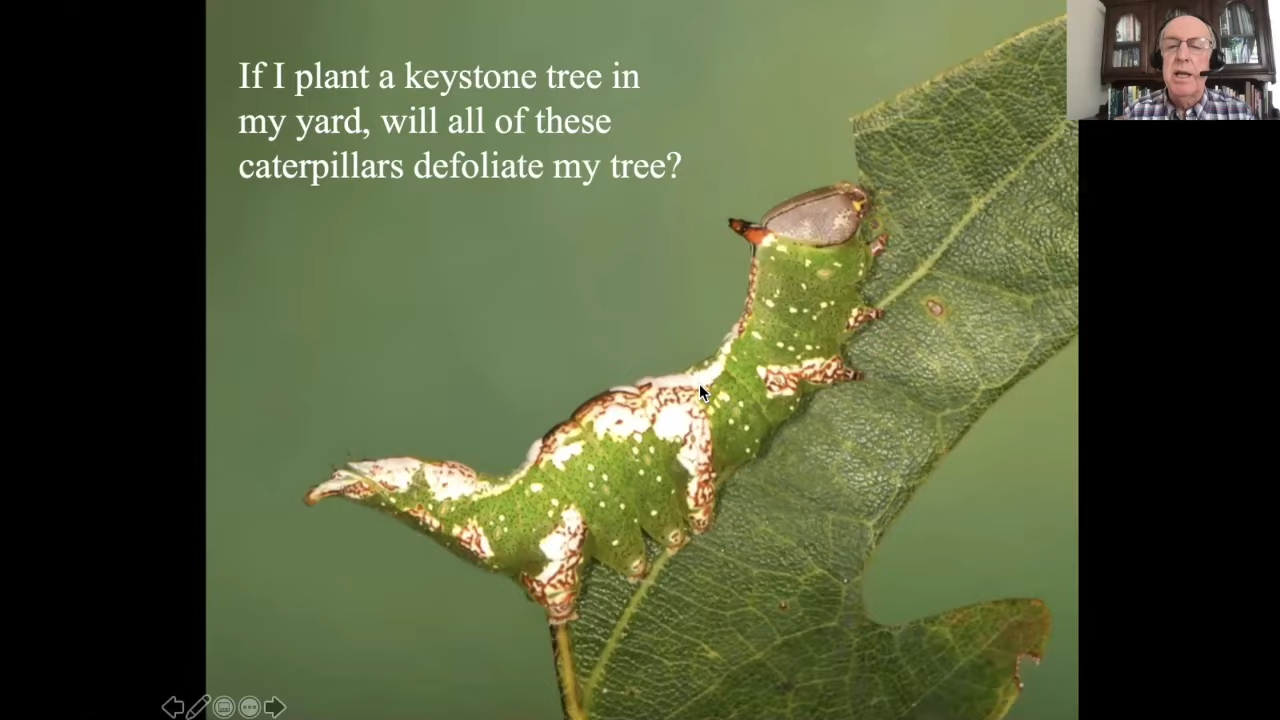 If I plant a keystone tree in
my yard, will all of these
caterpillars defoliate my tree?